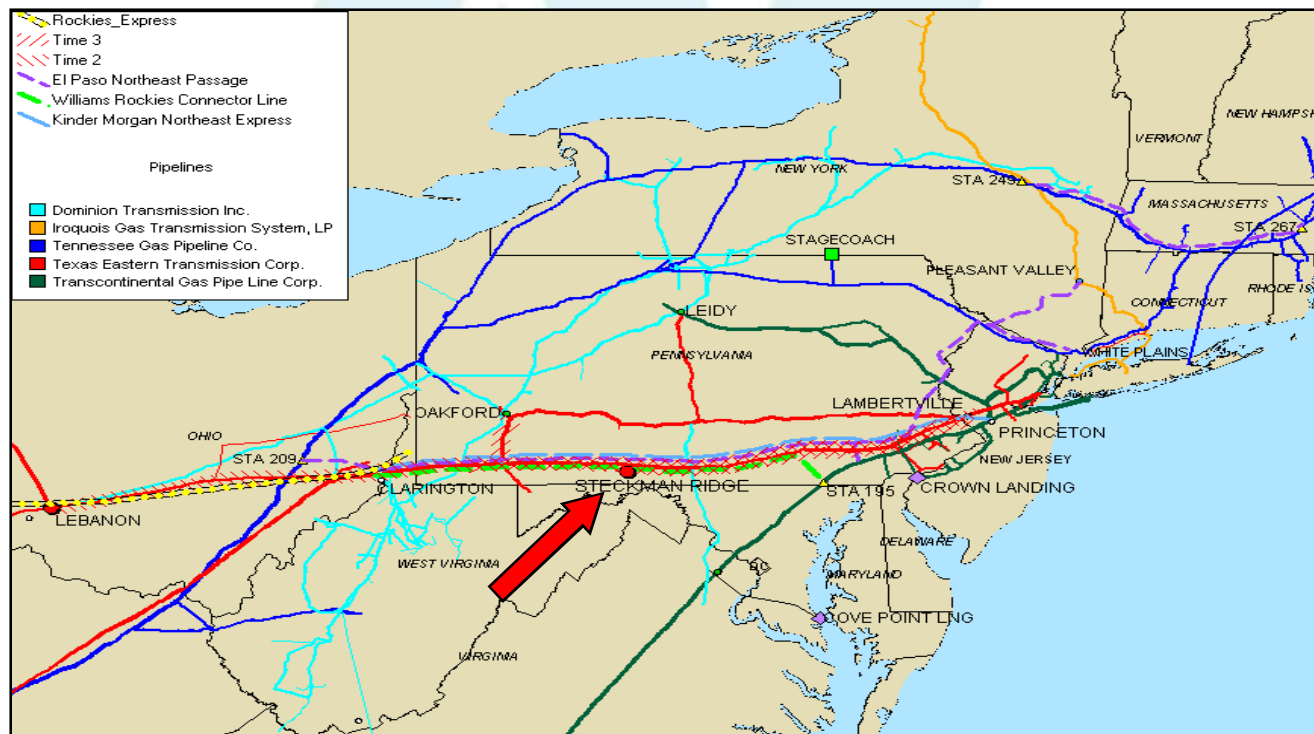 Rockies_Express
Time 3
Time 2
El Paso Northeast Passage
Williams Rockies Connector Line
Kinder Morgan Northeast Express
Pipelines
Dominion Transmission Inc.
Iroquois Gas Transmission System, LP
Tennessee Gas Pipeline Co.
Texas Eastern Transmission Corp.
Transcontinental Gas Pipe Line Corp.
NEW HAMPSH
VERMONT
NEW YORK
STA 249
MASSACHUSETTS
STA 267
STAGECOACH
PLEASANT VALLEY
RHODE IS
CONNECTICUT
LEIDY
PENNSYLVANIA
WHITE PLAINS
LAMBERTVILLE
OAKFORD
PRINCETON
OHIO
STA 209
NEW JERSEY
CLARINGTON
STECKMAN RIDGE
CROWN LANDING
STA 195
LEBANON
DELAWARE
WEST VIRGINIA
DC
MARYLAND
COVE POINT LNG
VIRGINIA